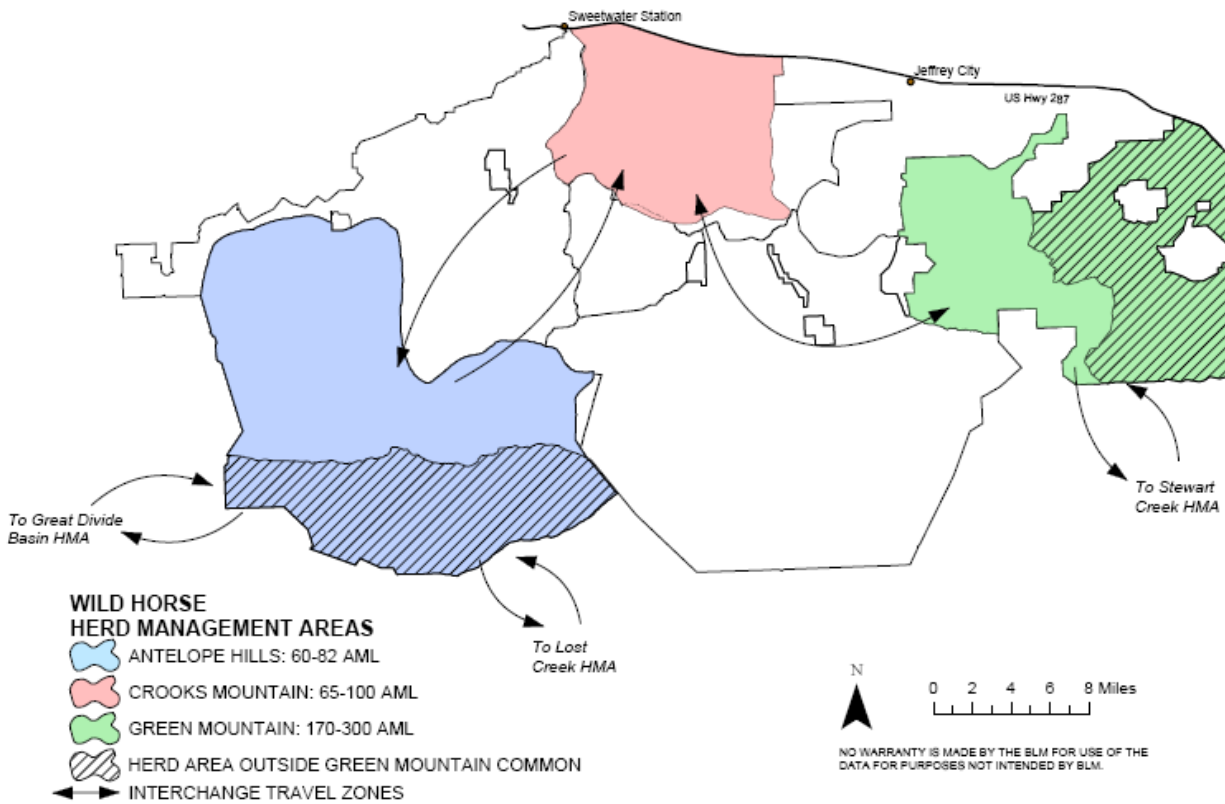 Sweetwater Station
Jeffrey City
US Hwy 287
To Stewart
Creek HMA
To Great Divide
Basin HMA
WILD HORSE
HERD MANAGEMENT AREAS
ANTELOPE HILLS: 60-82 AML
CROOKS MOUNTAIN: 65-100 AML
GREEN MOUNTAIN: 170-300 AML
HERD AREA OUTSIDE GREEN MOUNTAIN COMMON
INTERCHANGE TRAVEL ZONES
To Lost
Creek HMA
N
0 2 4 6 8 Miles
NO WARRANTY IS MADE BY THE BLM FOR USE OF THE
DATA FOR PURPOSES NOT INTENDED BY BLM.